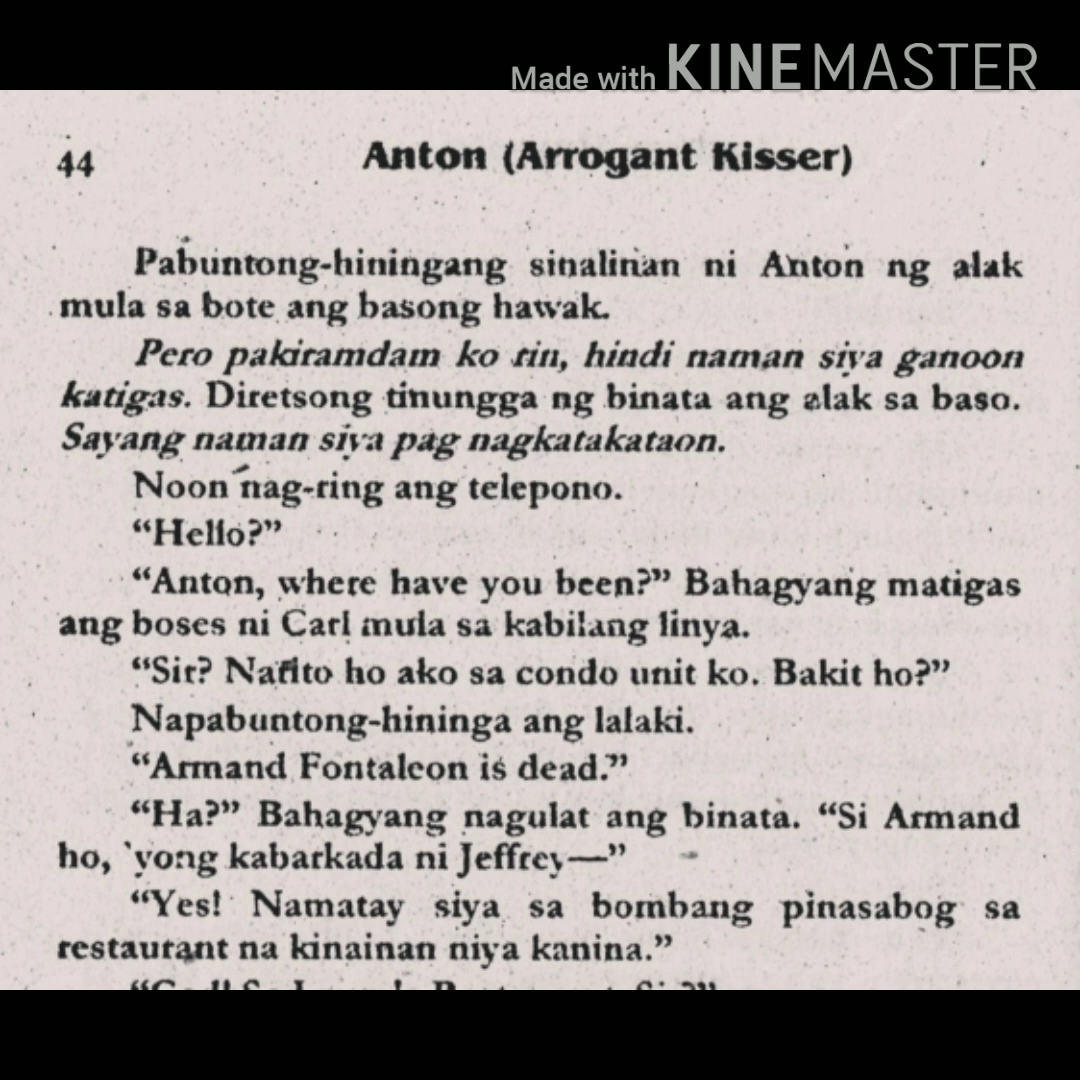 Made with KINEMASTER
44 Anton (Arrogant Kisser)
Pabuntong-hiningang sinalinan ni Anton ng alak
mula sa bote ang basong hawak.
Pero pakiramdam ko rin, hindi naman siya ganoon
katigas. Diretsong tinungga ng binata ang alak sa baso.
Sayang naman siya pag nagkatakataon.
Noon nag-ring ang telepono.
“Hello?”
“Anton, where have you been?” Bahagyang matigas
ang boses ni Carl mula sa kabilang linya.
“Sir? Nandito ho ako sa condo unit ko. Bakit ho?”
Napabuntong-hininga ang lalaki.
“Armand Fontaleon is dead.”
“Ha?” Bahagyang nagulat ang binata. “Si Armand
ho, 'yong kabarkada ni Jeffrey—”
“Yes! Namatay siya sa bombang pinasabog sa
restaurant na kinainan niya kanina.”